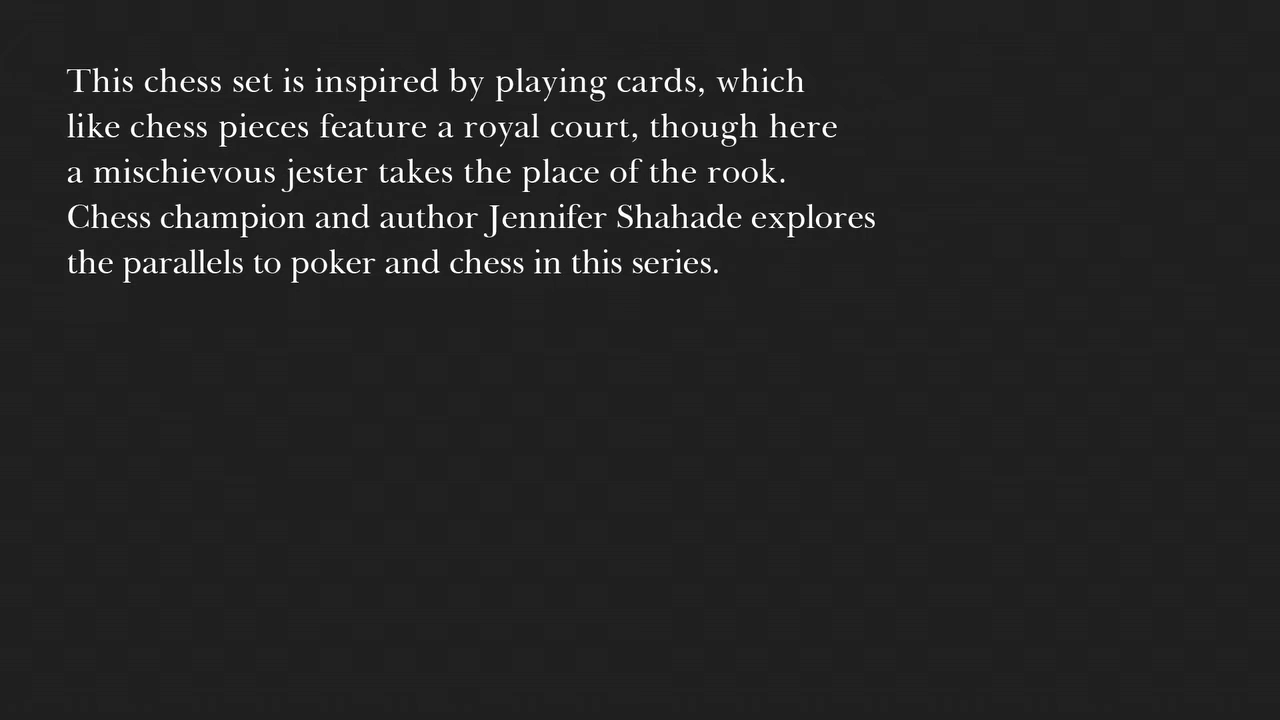 This chess set is inspired by playing cards, which
like chess pieces feature a royal court, though here
a mischievous jester takes the place of the rook.
Chess champion and author Jennifer Shahade explores
the parallels to poker and chess in this series.